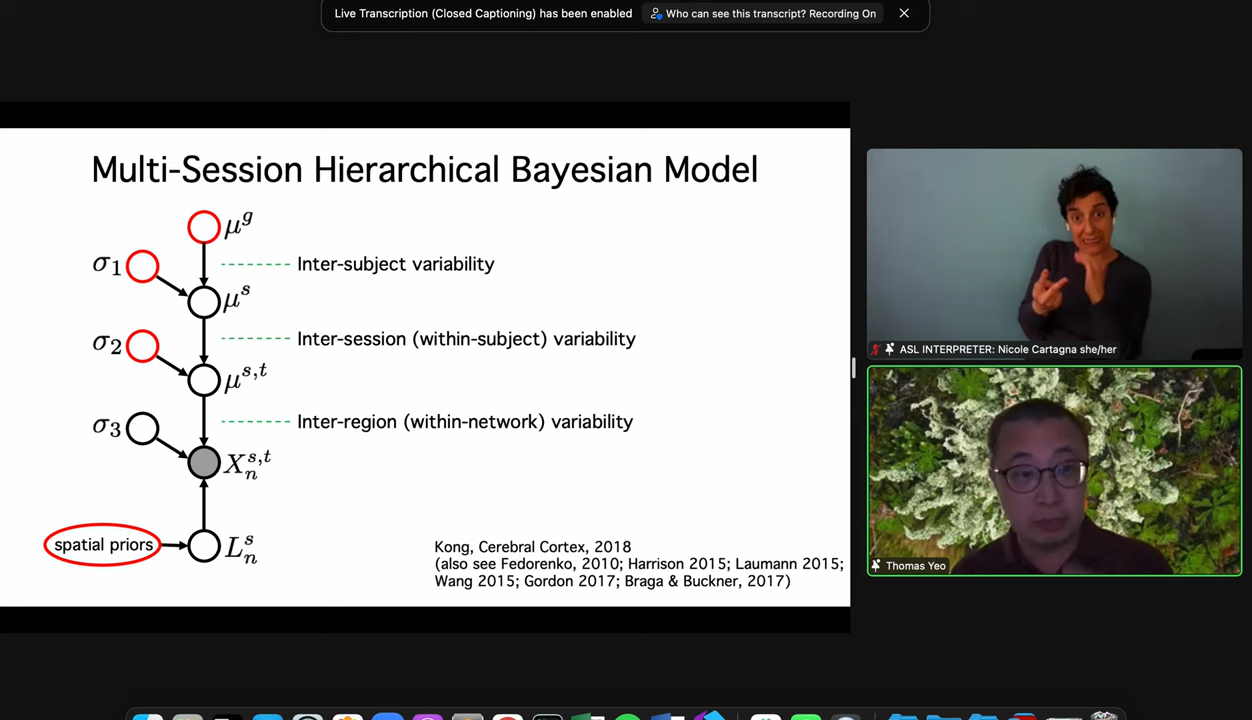 Live Transcription (Closed Captioning) has been enabled
Who can see this transcript? Recording On
Multi-Session Hierarchical Bayesian Model
μ^g
σ_1
Inter-subject variability
μ^s
σ_2
Inter-session (within-subject) variability
μ^{s,t}
σ_3
Inter-region (within-network) variability
X_n^{s,t}
spatial priors
L_n^s
Kong, Cerebral Cortex, 2018
(also see Fedorenko, 2010; Harrison 2015; Laumann 2015;
Wang 2015; Gordon 2017; Braga & Buckner, 2017)
ASL INTERPRETER: Nicole Cartagna she/her
Thomas Yeo